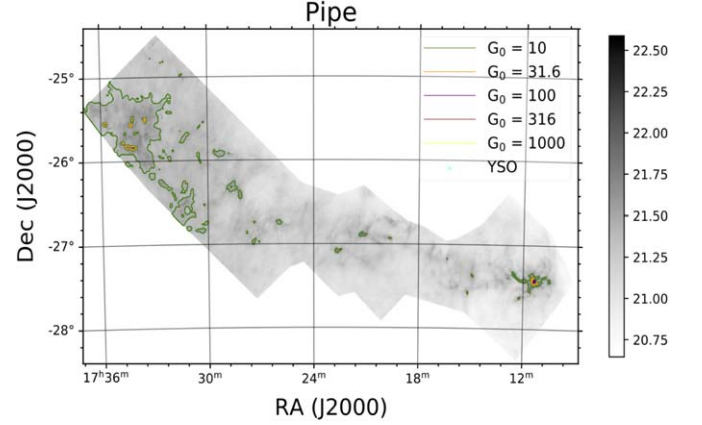 Pipe
G₀ = 10
G₀ = 31.6
G₀ = 100
G₀ = 316
G₀ = 1000
YSO
Dec (J2000)
-25°
-26°
-27°
-28°
17ʰ36ᵐ 30ᵐ 24ᵐ 18ᵐ 12ᵐ
RA (J2000)
22.50
22.25
22.00
21.75
21.50
21.25
21.00
20.75